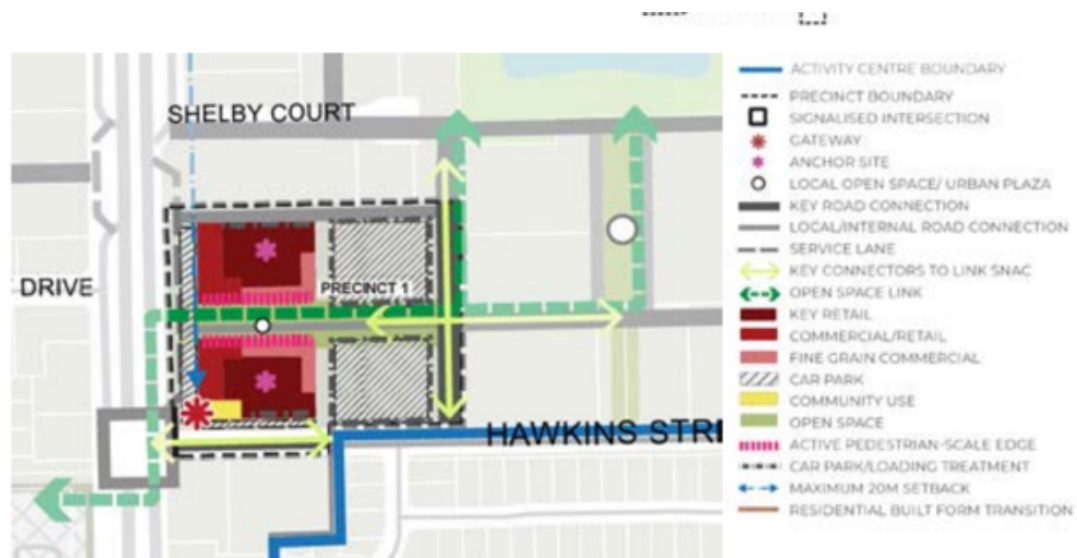 SHELBY COURT
DRIVE
PRECINCT 1
HAWKINS STRE
ACTIVITY CENTRE BOUNDARY
PRECINCT BOUNDARY
SIGNALISED INTERSECTION
GATEWAY
ANCHOR SITE
LOCAL OPEN SPACE/ URBAN PLAZA
KEY ROAD CONNECTION
LOCAL/INTERNAL ROAD CONNECTION
SERVICE LANE
KEY CONNECTORS TO LINK SNAC
OPEN SPACE LINK
KEY RETAIL
COMMERCIAL/RETAIL
FINE GRAIN COMMERCIAL
CAR PARK
COMMUNITY USE
OPEN SPACE
ACTIVE PEDESTRIAN-SCALE EDGE
CAR PARK/LOADING TREATMENT
MAXIMUM 20M SETBACK
RESIDENTIAL BUILT FORM TRANSITION